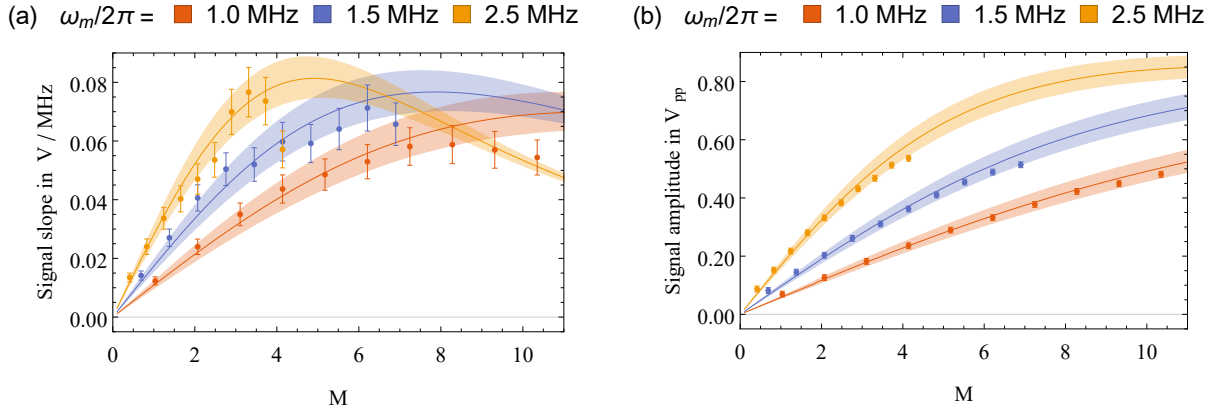 (a) ω_m/2π = 1.0 MHz 1.5 MHz 2.5 MHz
Signal slope in V / MHz
0.08
0.06
0.04
0.02
0.00
0 2 4 6 8 10
M
(b) ω_m/2π = 1.0 MHz 1.5 MHz 2.5 MHz
Signal amplitude in V_pp
0.80
0.60
0.40
0.20
0.00
0 2 4 6 8 10
M